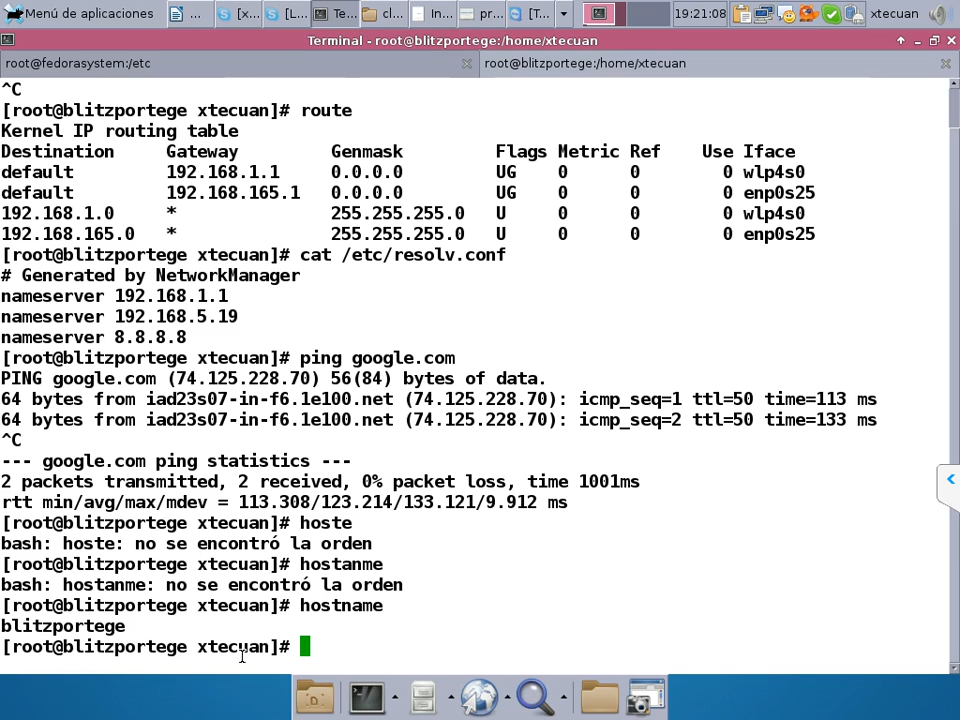 Menú de aplicaciones ... [x... [L... Te... cl... In... pr... [T... 19:21:08 xtecuan
Terminal - root@blitzportege:/home/xtecuan
root@fedorasystem:/etc root@blitzportege:/home/xtecuan
^C
[root@blitzportege xtecuan]# route
Kernel IP routing table
Destination     Gateway         Genmask         Flags Metric Ref    Use Iface
default         192.168.1.1     0.0.0.0         UG    0      0        0 wlp4s0
default         192.168.165.1   0.0.0.0         UG    0      0        0 enp0s25
192.168.1.0     *               255.255.255.0   U     0      0        0 wlp4s0
192.168.165.0   *               255.255.255.0   U     0      0        0 enp0s25
[root@blitzportege xtecuan]# cat /etc/resolv.conf
# Generated by NetworkManager
nameserver 192.168.1.1
nameserver 192.168.5.19
nameserver 8.8.8.8
[root@blitzportege xtecuan]# ping google.com
PING google.com (74.125.228.70) 56(84) bytes of data.
64 bytes from iad23s07-in-f6.1e100.net (74.125.228.70): icmp_seq=1 ttl=50 time=113 ms
64 bytes from iad23s07-in-f6.1e100.net (74.125.228.70): icmp_seq=2 ttl=50 time=133 ms
^C
--- google.com ping statistics ---
2 packets transmitted, 2 received, 0% packet loss, time 1001ms
rtt min/avg/max/mdev = 113.308/123.214/133.121/9.912 ms
[root@blitzportege xtecuan]# hoste
bash: hoste: no se encontró la orden
[root@blitzportege xtecuan]# hostanme
bash: hostanme: no se encontró la orden
[root@blitzportege xtecuan]# hostname
blitzportege
[root@blitzportege xtecuan]#